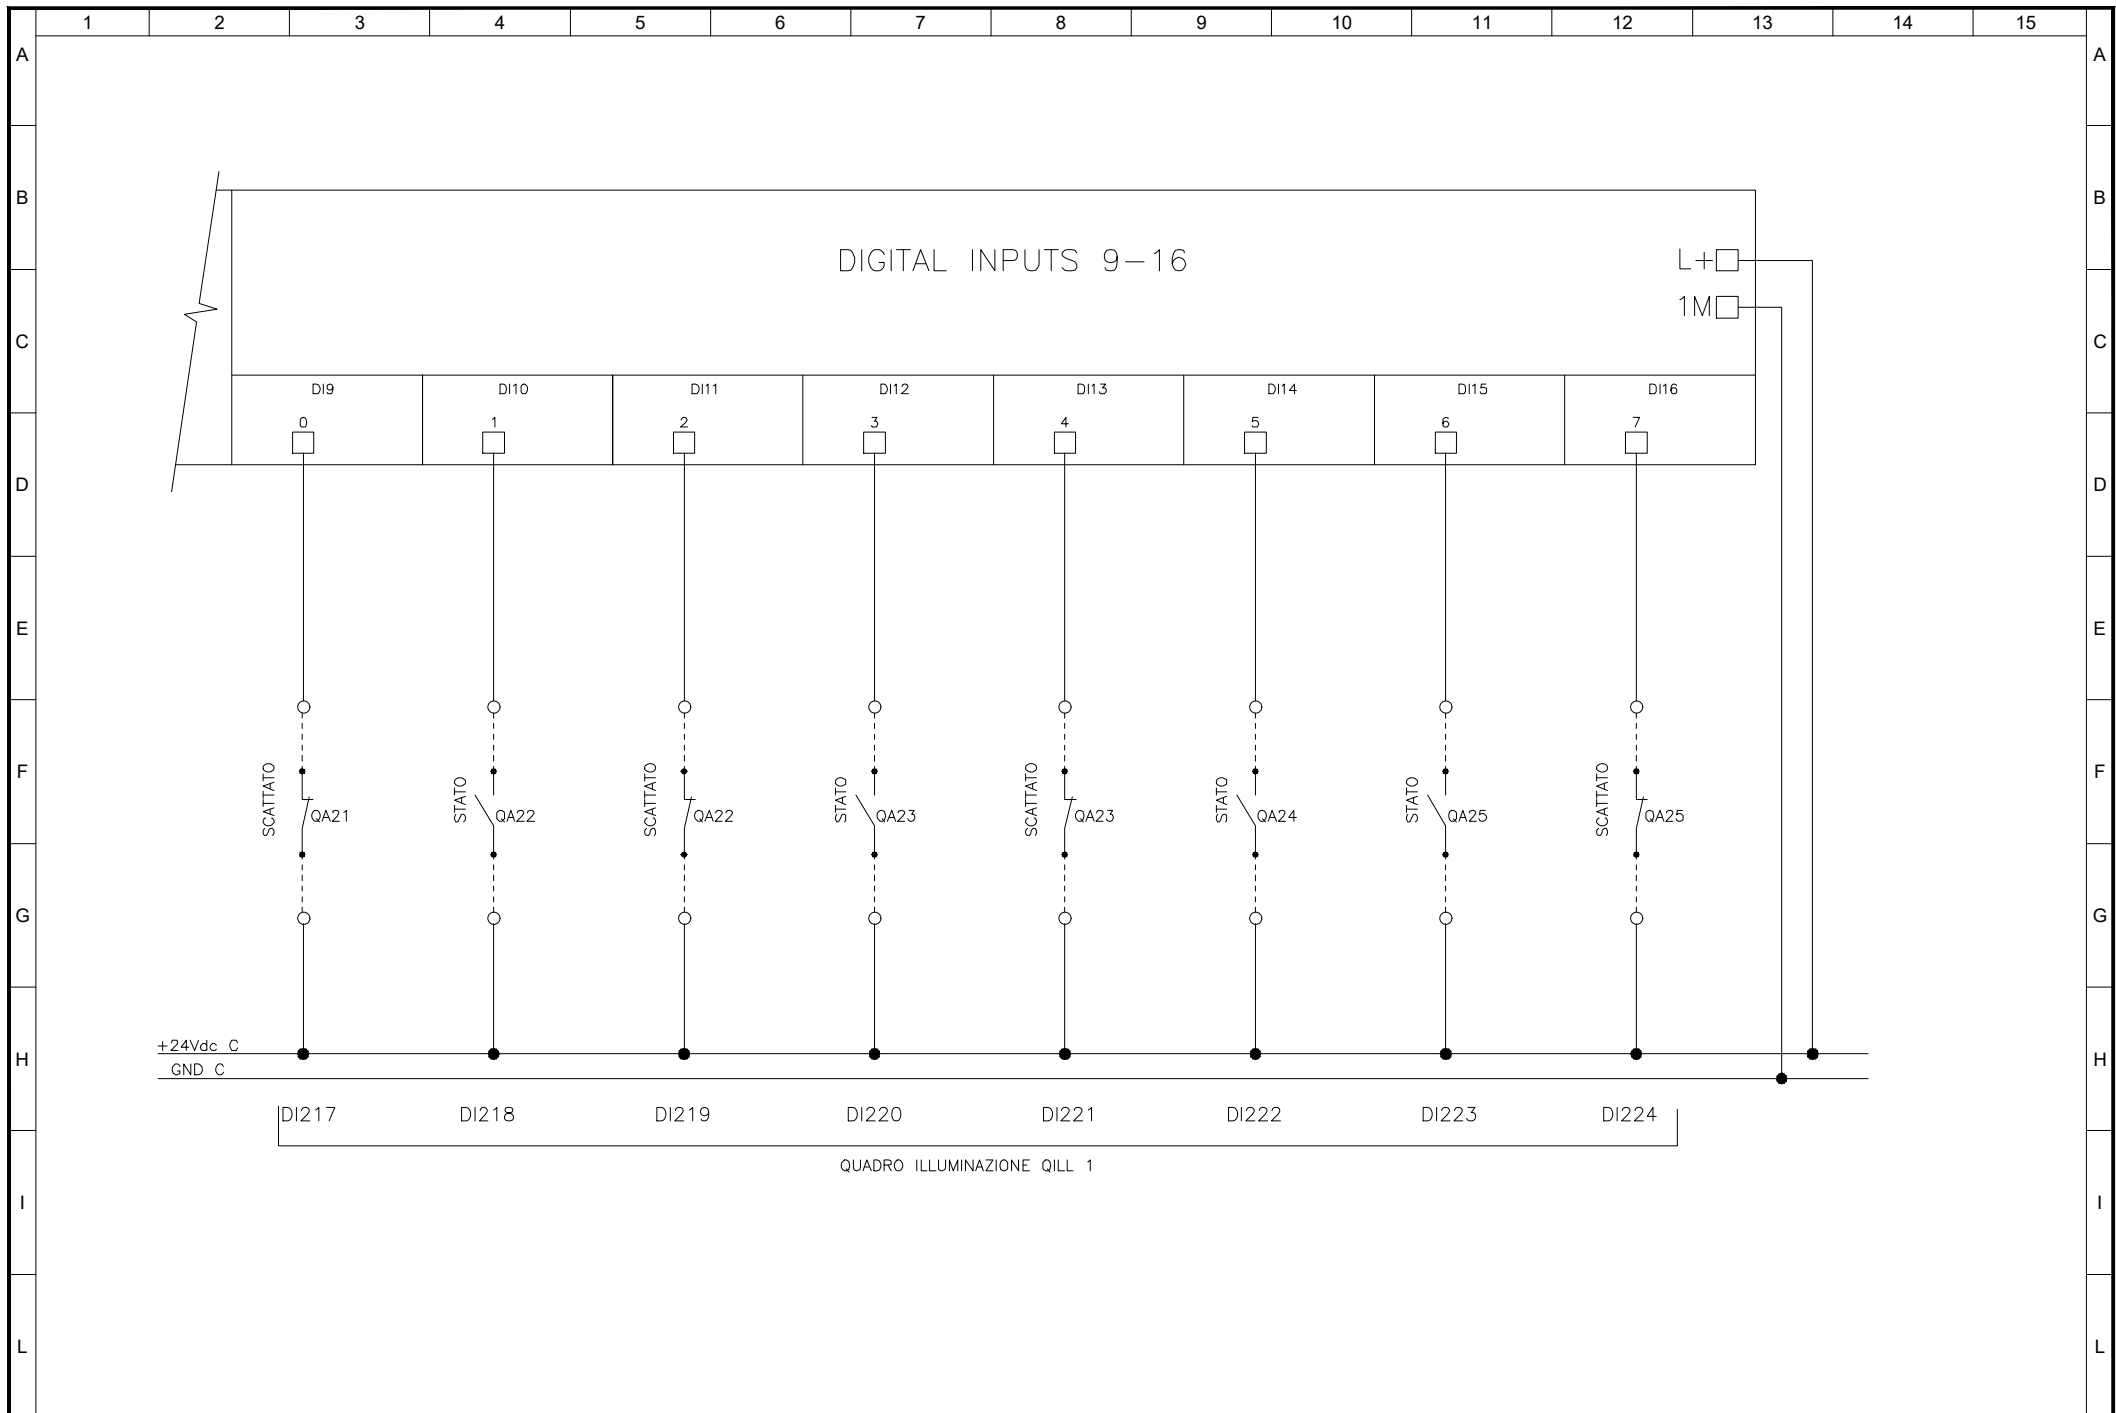 1 2 3 4 5 6 7 8 9 10 11 12 13 14 15
A A
B B
DIGITAL INPUTS 9-16
L+
1M
C C
DI9 DI10 DI11 DI12 DI13 DI14 DI15 DI16
0 1 2 3 4 5 6 7
D D
E E
F F
SCATTATO QA21 STATO QA22 SCATTATO QA22 STATO QA23 SCATTATO QA23 STATO QA24 STATO QA25 SCATTATO QA25
G G
+24Vdc C
H H
GND C
DI217 DI218 DI219 DI220 DI221 DI222 DI223 DI224
QUADRO ILLUMINAZIONE QILL 1
I I
L L